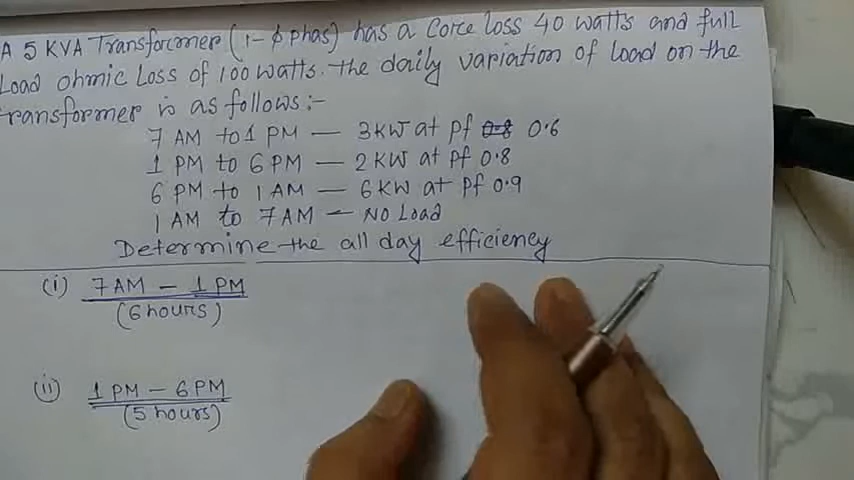 A 5 KVA Transformer (1-ϕ phas) has a core loss 40 watts and full
Load ohmic Loss of 100 watts. The daily variation of load on the
transformer is as follows:-
7 AM to 1 PM — 3KW at Pf 0.8 0.6
1 PM to 6 PM — 2 KW at Pf 0.8
6 PM to 1 AM — 6 KW at Pf 0.9
1 AM to 7 AM — No Load
Determine the all day efficiency
(i) 7AM - 1 PM
(6 hours)
(ii) 1 PM - 6 PM
(5 hours)